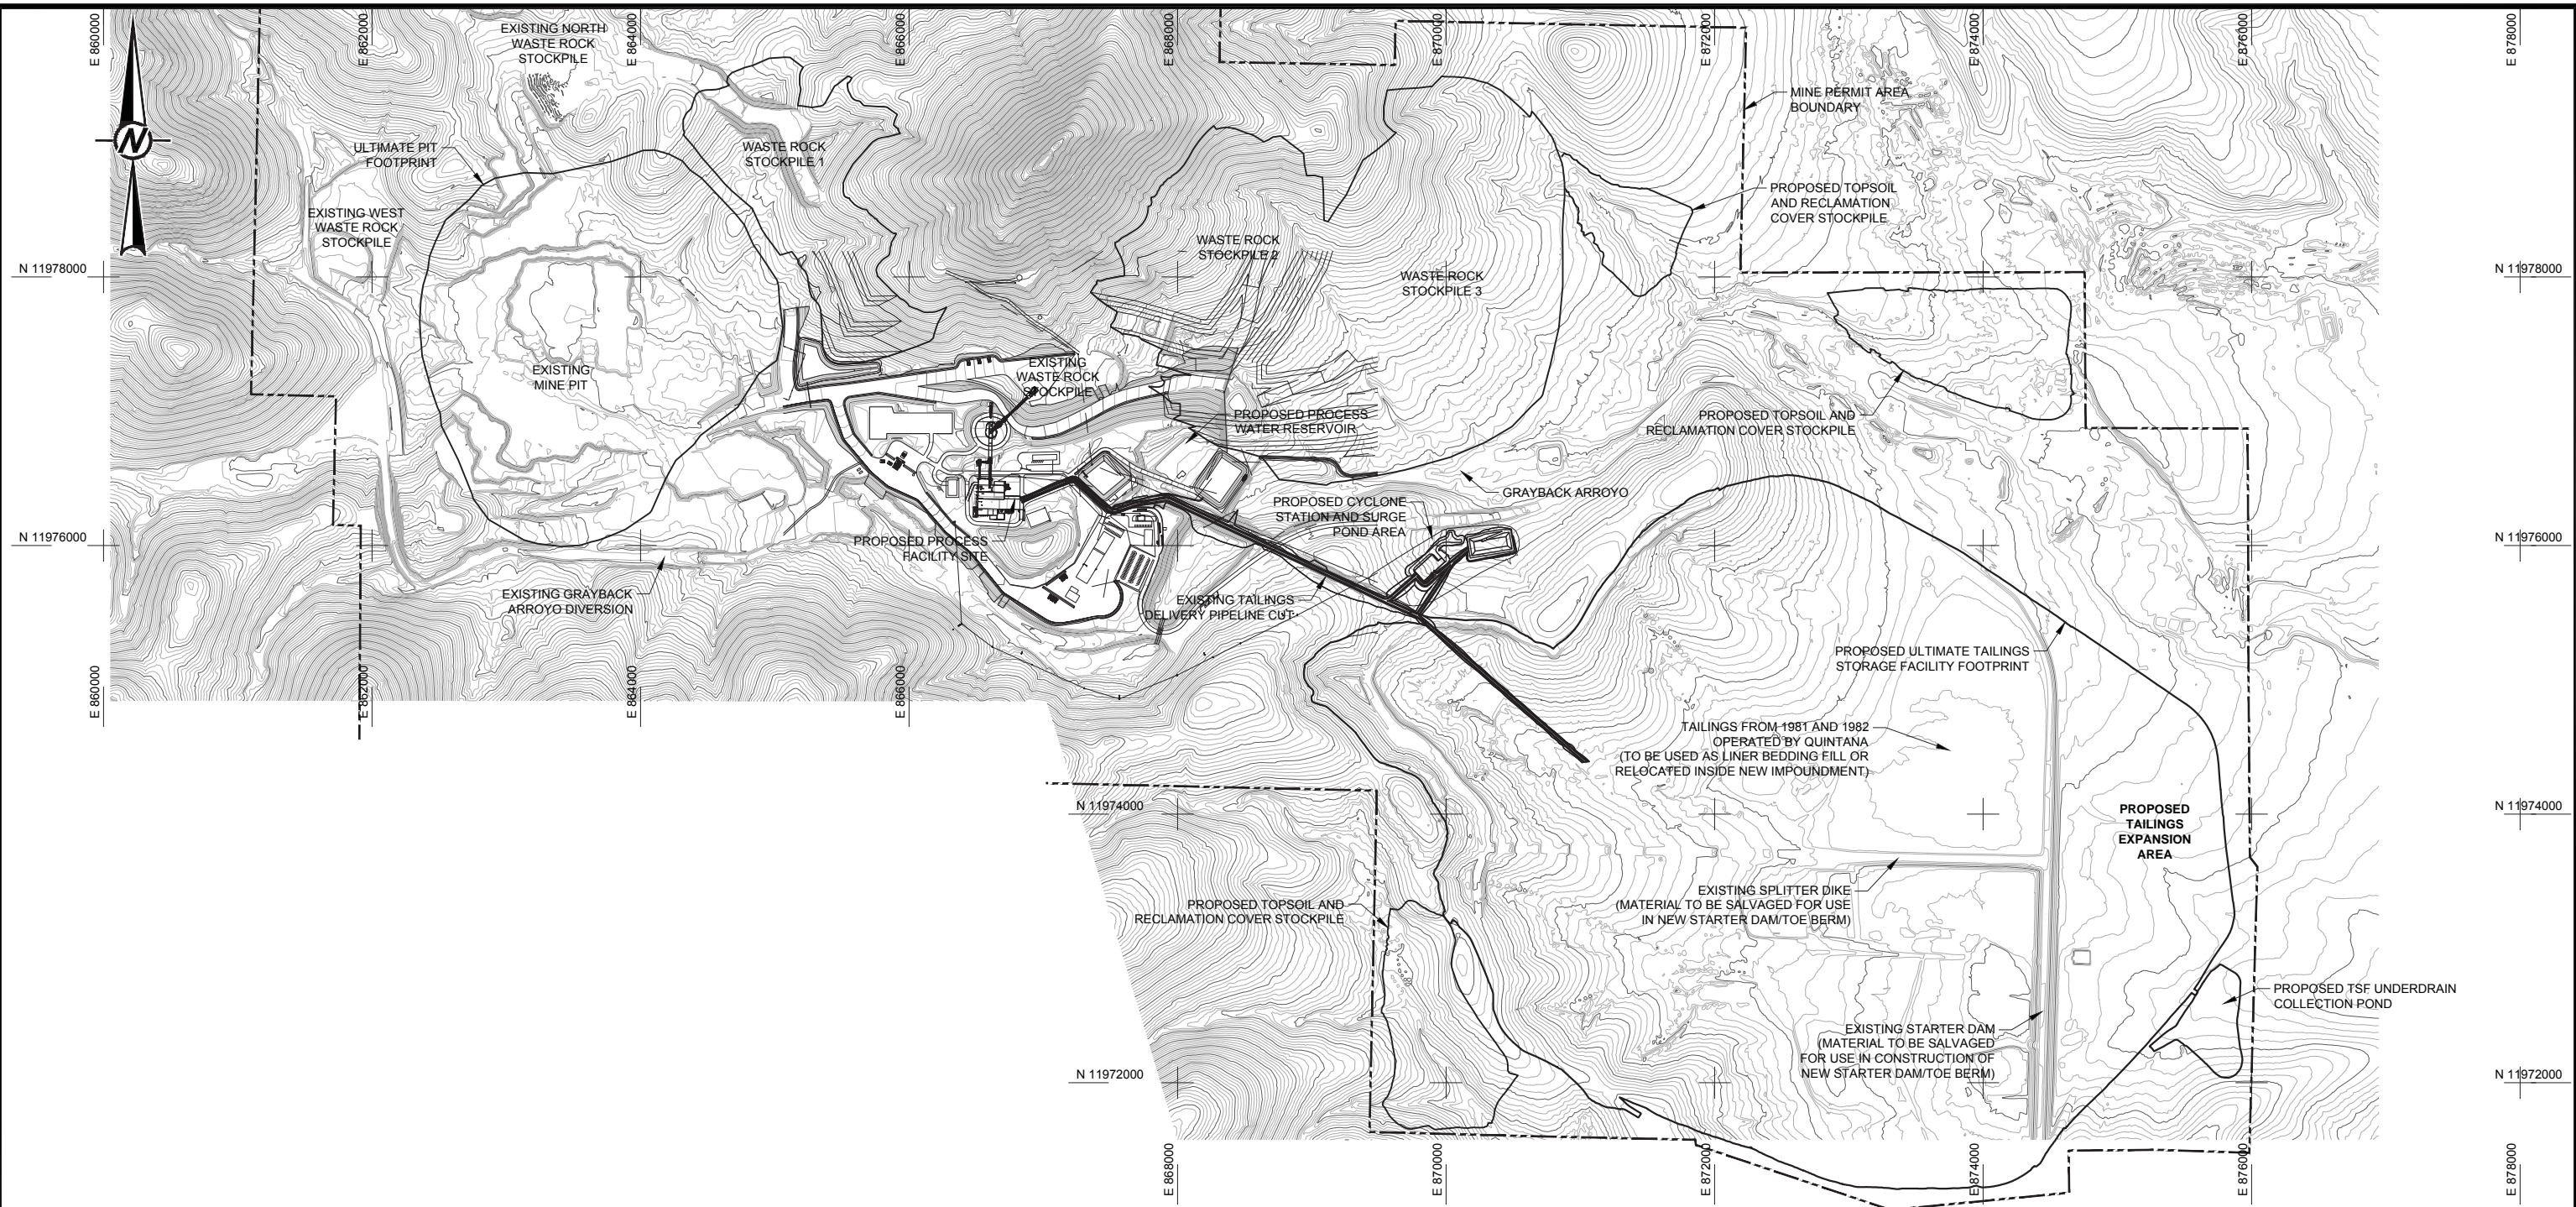 E 860000
E 862000
E 864000
E 866000
E 868000
E 870000
E 872000
E 874000
E 876000
E 878000
N
EXISTING NORTH
WASTE ROCK
STOCKPILE
ULTIMATE PIT
FOOTPRINT
WASTE ROCK
STOCKPILE 1
MINE PERMIT AREA
BOUNDARY
EXISTING WEST
WASTE ROCK
STOCKPILE
PROPOSED TOPSOIL
AND RECLAMATION
COVER STOCKPILE
WASTE ROCK
STOCKPILE 2
WASTE ROCK
STOCKPILE 3
N 11978000
N 11978000
EXISTING
MINE PIT
EXISTING
WASTE ROCK
STOCKPILE
PROPOSED PROCESS
WATER RESERVOIR
PROPOSED TOPSOIL AND
RECLAMATION COVER STOCKPILE
GRAYBACK ARROYO
PROPOSED CYCLONE
STATION AND SURGE
POND AREA
N 11976000
N 11976000
PROPOSED PROCESS
FACILITY SITE
EXISTING GRAYBACK
ARROYO DIVERSION
EXISTING TAILINGS
DELIVERY PIPELINE CUT
PROPOSED ULTIMATE TAILINGS
STORAGE FACILITY FOOTPRINT
E 860000
E 862000
E 864000
E 866000
TAILINGS FROM 1981 AND 1982
OPERATED BY QUINTANA
(TO BE USED AS LINER BEDDING FILL OR
RELOCATED INSIDE NEW IMPOUNDMENT)
N 11974000
N 11974000
PROPOSED
TAILINGS
EXPANSION
AREA
EXISTING SPLITTER DIKE
(MATERIAL TO BE SALVAGED FOR USE
IN NEW STARTER DAM/TOE BERM)
PROPOSED TOPSOIL AND
RECLAMATION COVER STOCKPILE
PROPOSED TSF UNDERDRAIN
COLLECTION POND
EXISTING STARTER DAM
(MATERIAL TO BE SALVAGED
FOR USE IN CONSTRUCTION OF
NEW STARTER DAM/TOE BERM)
N 11972000
N 11972000
E 868000
E 870000
E 872000
E 874000
E 876000
E 878000